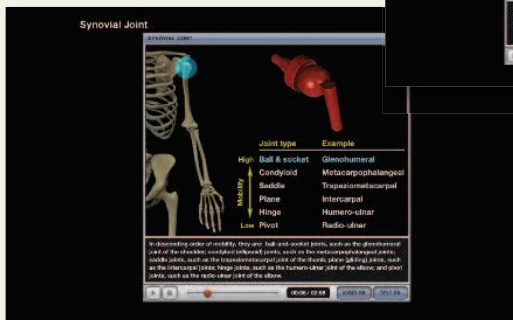 Synovial Joint
SYNOVIAL JOINT
Joint type Example
High Ball & socket Glenohumeral
Condyloid Metacarpophalangeal
Saddle Trapeziometacarpal
Mobility
Plane Intercarpal
Hinge Humero-ulnar
Low Pivot Radio-ulnar
In descending order of mobility, they are: ball-and-socket joints, such as the glenohumeral
joint of the shoulder; condyloid (ellipsoid) joints, such as the metacarpophalangeal joints;
saddle joints, such as the trapeziometacarpal joint of the thumb; plane (gliding) joints, such
as the intercarpal joints; hinge joints, such as the humero-ulnar joint of the elbow; and pivot
joints, such as the radio-ulnar joint of the elbow.